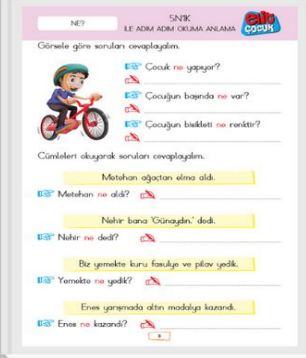 NE?
5N1K
İLE ADIM ADIM OKUMA ANLAMA
elit
ÇOCUK
Görsele göre soruları cevaplayalım.
Çocuk ne yapıyor?
Çocuğun başında ne var?
Çocuğun bisikleti ne renktir?
Cümleleri okuyarak soruları cevaplayalım.
Metehan ağaçtan elma aldı.
Metehan ne aldı?
Nehir bana 'Günaydın.' dedi.
Nehir ne dedi?
Biz yemekte kuru fasulye ve pilav yedik.
Yemekte ne yedik?
Enes yarışmada altın madalya kazandı.
Enes ne kazandı?